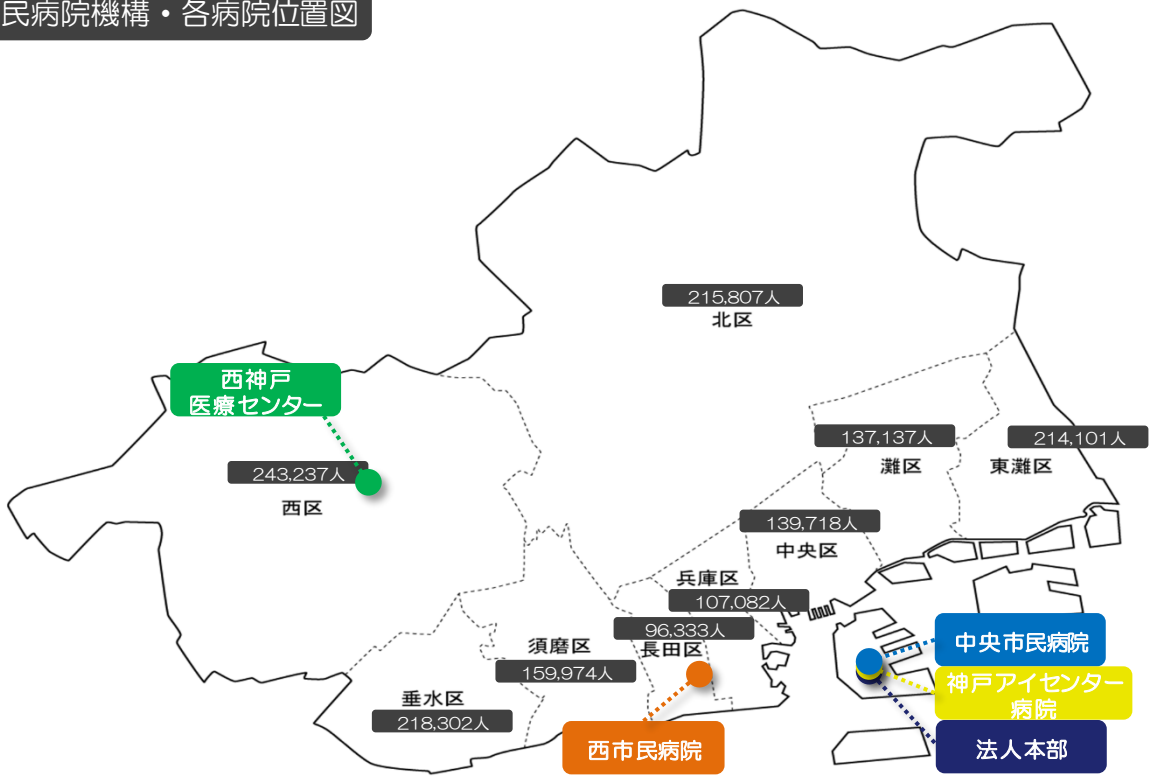 民病院機構・各病院位置図
215,807人
北区
西神戸
医療センター
137,137人
灘区
214,101人
東灘区
243,237人
西区
139,718人
中央区
兵庫区
107,082人
96,333人
長田区
須磨区
159,974人
垂水区
218,302人
中央市民病院
神戸アイセンター
病院
法人本部
西市民病院